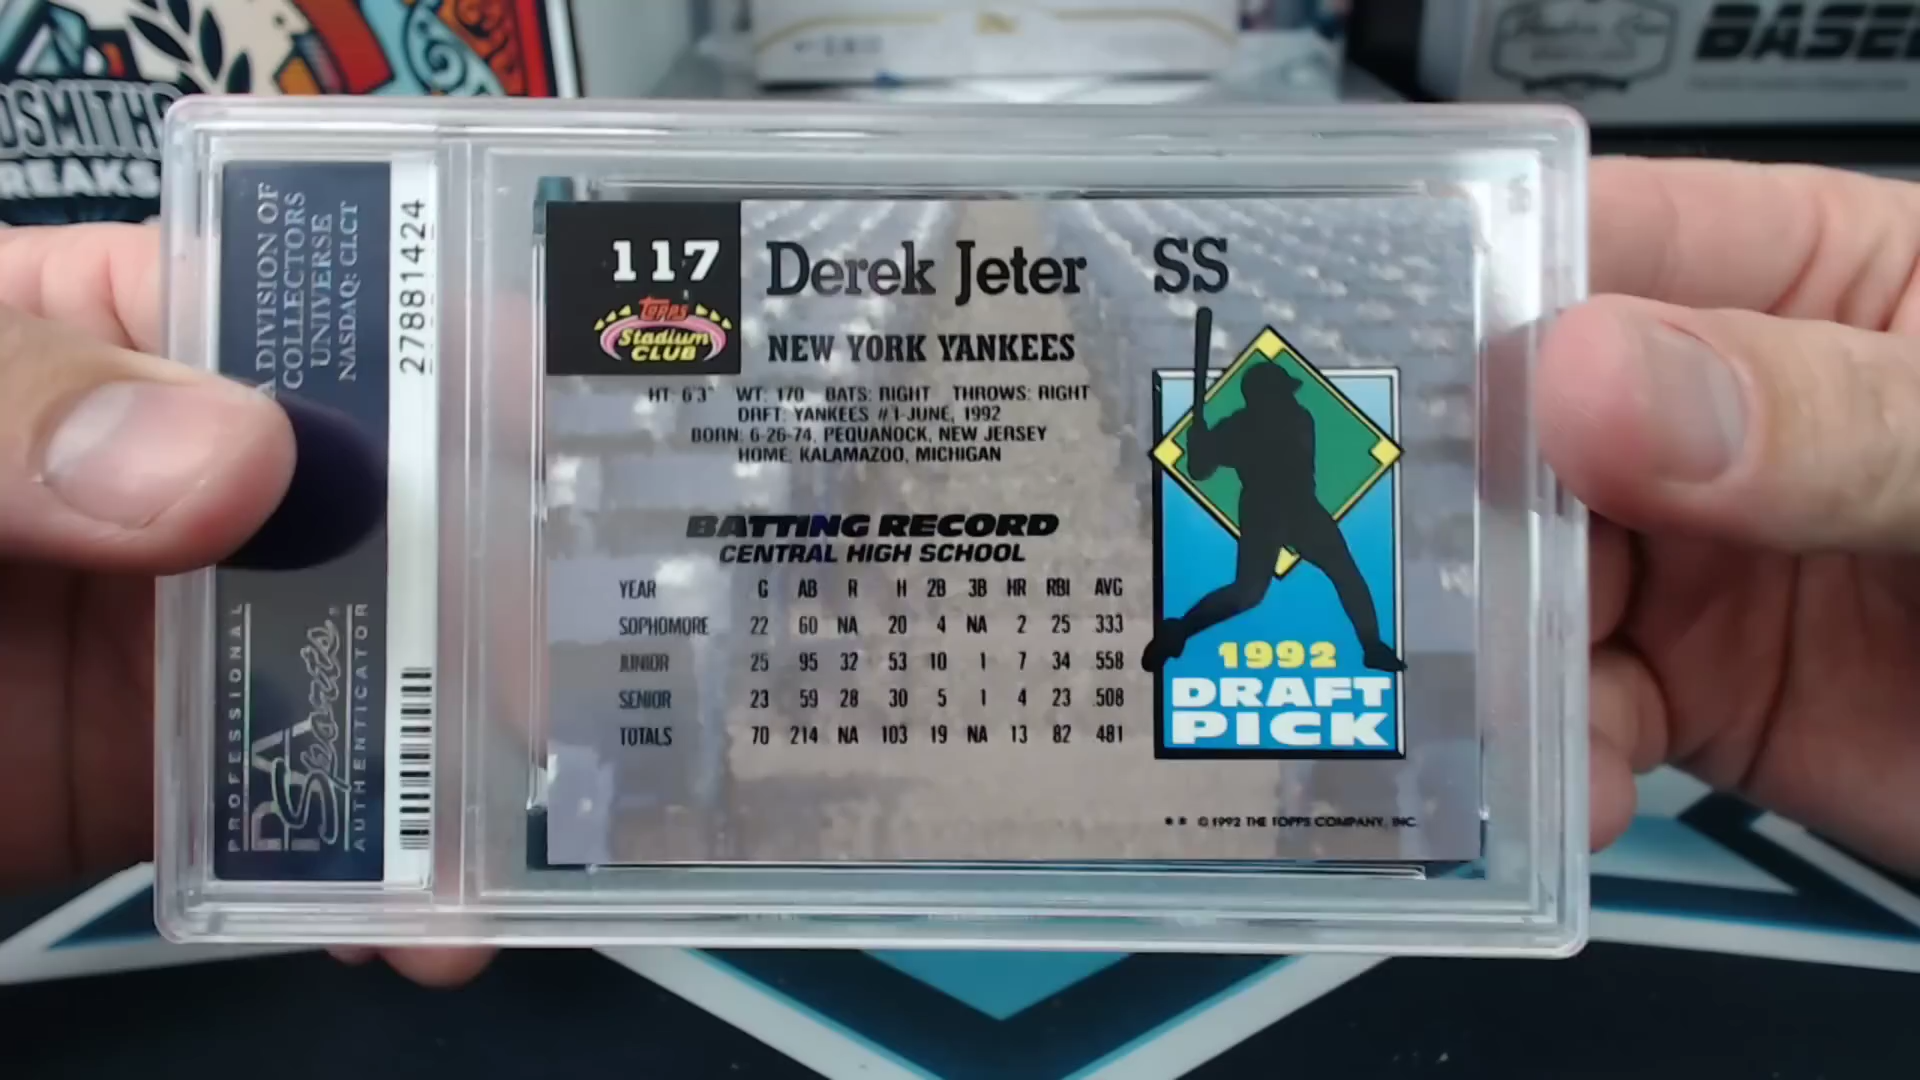 DSMITHS
REAKS
BASE
A DIVISION OF
COLLECTORS
UNIVERSE
NASDAQ: CLCT
27881424
PROFESSIONAL
PSA
Sports
AUTHENTICATOR
117
Topps
Stadium
CLUB
Derek Jeter SS
NEW YORK YANKEES
HT: 6'3" WT: 170 BATS: RIGHT THROWS: RIGHT
DRFT: YANKEES #1-JUNE, 1992
BORN: 6-26-74, PEQUANOCK, NEW JERSEY
HOME: KALAMAZOO, MICHIGAN
BATTING RECORD
CENTRAL HIGH SCHOOL
YEAR G AB R H 2B 3B HR RBI AVG
SOPHOMORE 22 60 NA 20 4 NA 2 25 .333
JUNIOR 25 95 32 53 10 1 7 34 .558
SENIOR 23 59 28 30 5 1 4 23 .508
TOTALS 70 214 NA 103 19 NA 13 82 .481
1992
DRAFT
PICK
** © 1992 THE TOPPS COMPANY, INC.